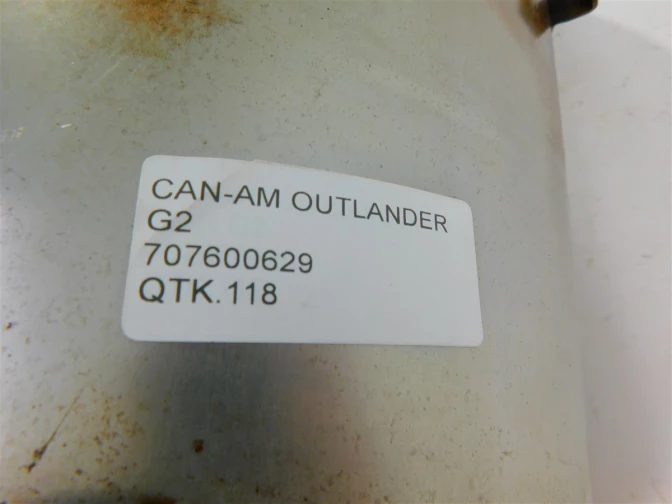 CAN-AM OUTLANDER
G2
707600629
QTK.118